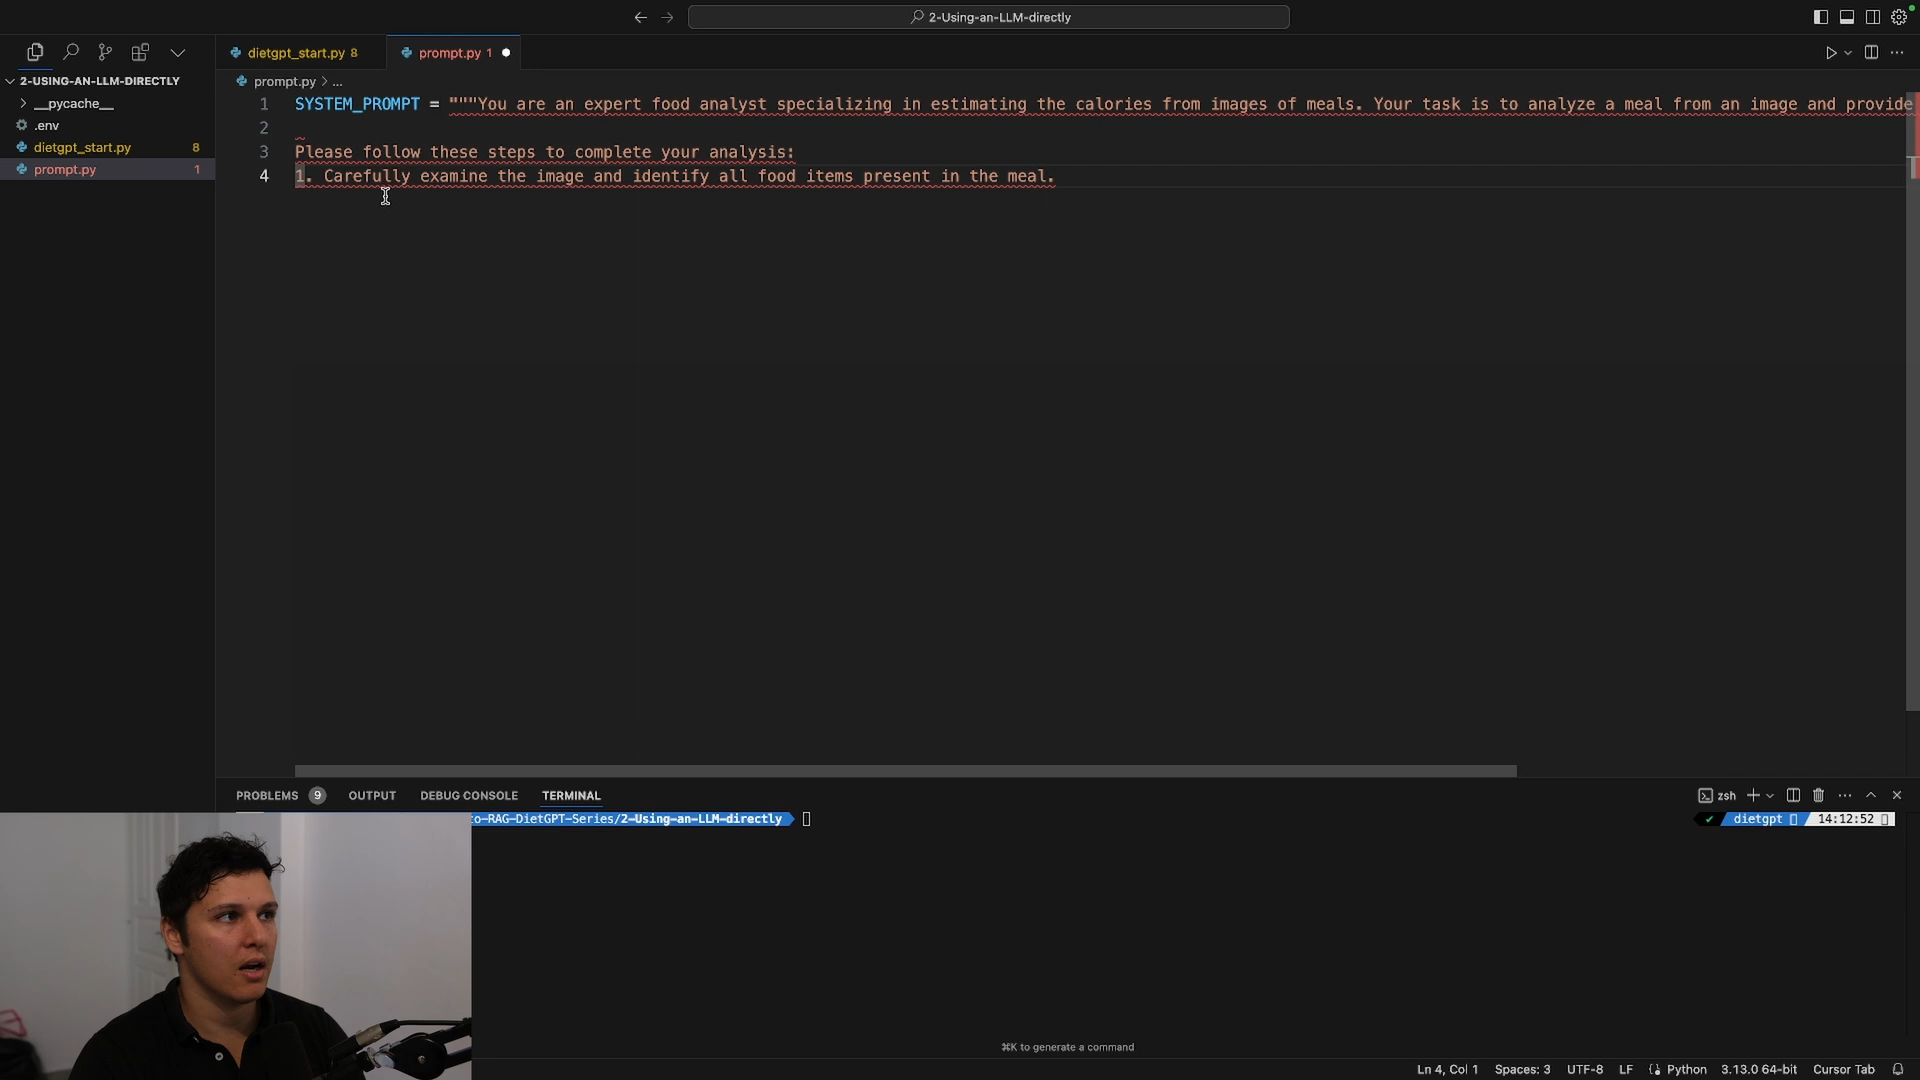 2-Using-an-LLM-directly
dietgpt_start.py 8
prompt.py 1
2-USING-AN-LLM-DIRECTLY
__pycache__
.env
dietgpt_start.py 8
prompt.py 1
prompt.py > ...
1 SYSTEM_PROMPT = """You are an expert food analyst specializing in estimating the calories from images of meals. Your task is to analyze a meal from an image and provide
2
3 Please follow these steps to complete your analysis:
4 1. Carefully examine the image and identify all food items present in the meal.
PROBLEMS 9 OUTPUT DEBUG CONSOLE TERMINAL
zsh
to-RAG-DietGPT-Series/2-Using-an-LLM-directly
dietgpt 14:12:52
⌘K to generate a command
Ln 4, Col 1 Spaces: 3 UTF-8 LF Python 3.13.0 64-bit Cursor Tab